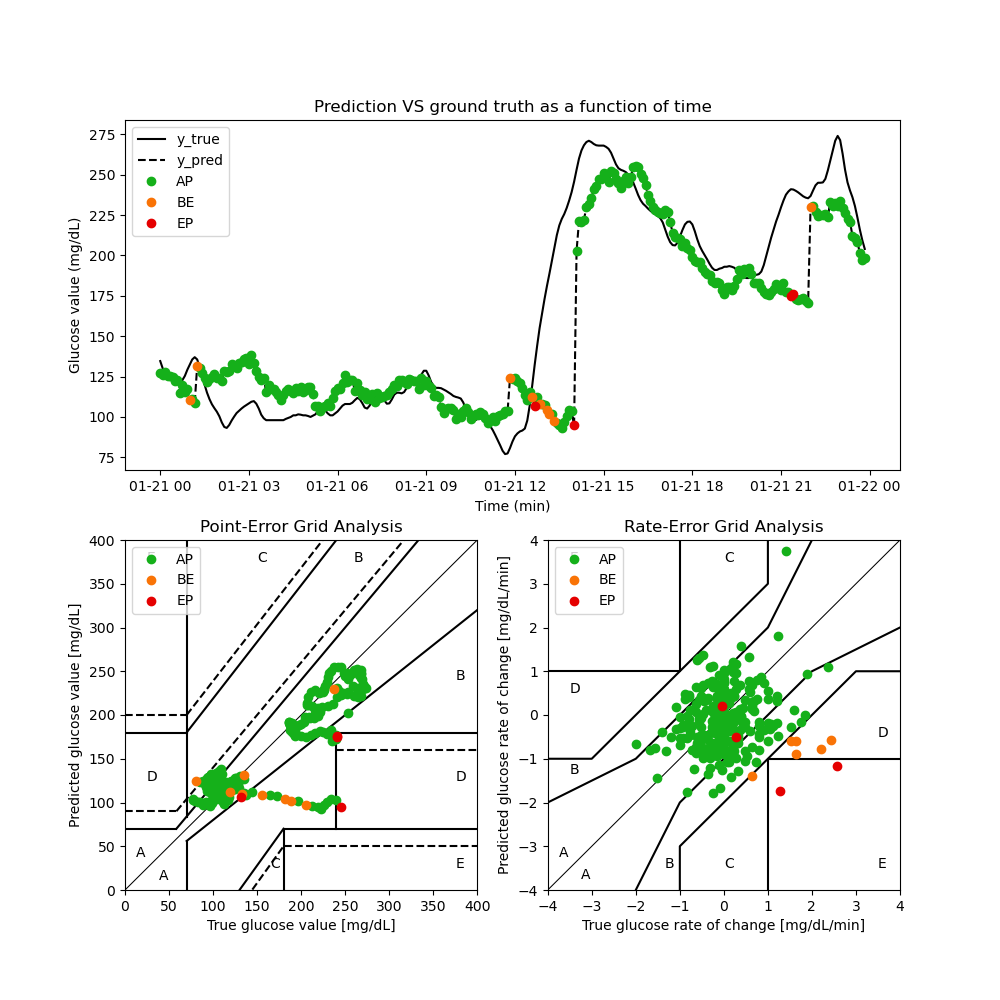 Prediction VS ground truth as a function of time
Glucose value (mg/dL)
275
250
225
200
175
150
125
100
75
y_true
y_pred
AP
BE
EP
01-21 00 01-21 03 01-21 06 01-21 09 01-21 12 01-21 15 01-21 18 01-21 21 01-22 00
Time (min)
Point-Error Grid Analysis
Predicted glucose value [mg/dL]
400
350
300
250
200
150
100
50
0
AP
BE
EP
C
B
B
D
D
A
A
C
E
0 50 100 150 200 250 300 350 400
True glucose value [mg/dL]
Rate-Error Grid Analysis
Predicted glucose rate of change [mg/dL/min]
4
3
2
1
0
−1
−2
−3
−4
AP
BE
EP
C
D
D
B
A
A
B
C
E
−4 −3 −2 −1 0 1 2 3 4
True glucose rate of change [mg/dL/min]